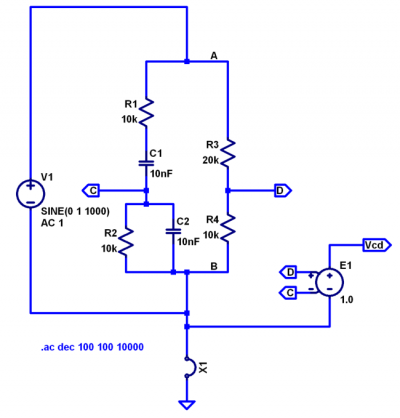 A
R1
10k
R3
20k
C1
10nF
V1
C
D
SINE(0 1 1000)
AC 1
C2
10nF
R2
10k
R4
10k
Vcd
B
E1
D
C
1.0
.ac dec 100 100 10000
X1